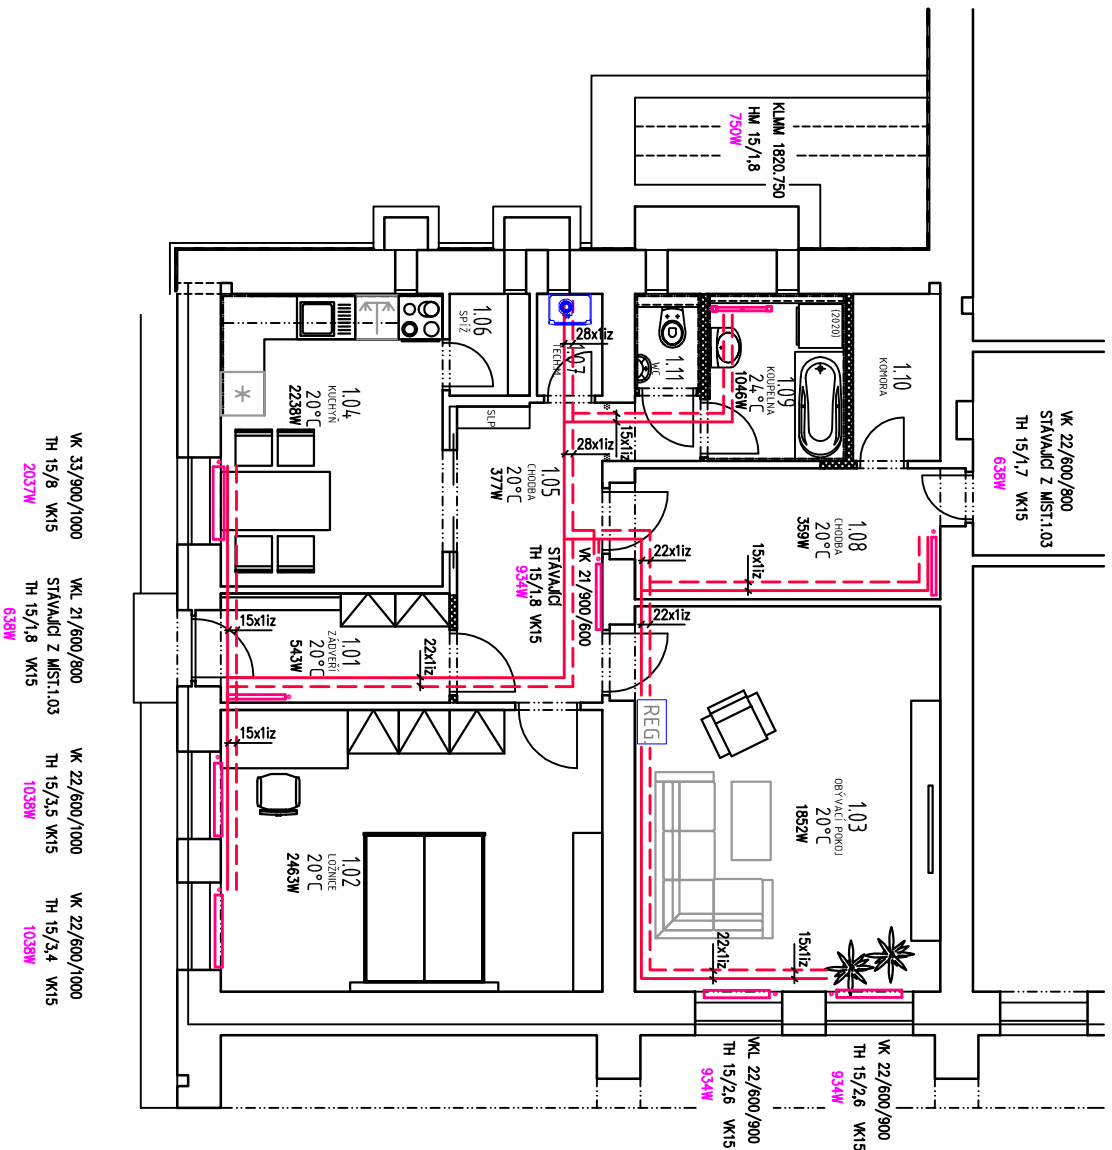 KLMM 1820.750
HM 15/1,8
750W
VK 22/600/800
STÁVAJÍCÍ Z MÍST.1.03
TH 15/1,7 VK15
638W
1.06
SPÍŽ
28x1iz
1.07
TECHM
1.11
WC
(2020)
1.09
KOUPELNA
24°C
1046W
1.10
KOMORA
1.04
KUCHYŇ
20°C
2238W
SLP
15x1iz
28x1iz
1.05
CHODBA
20°C
377W
1.08
CHODBA
20°C
359W
VK 21/900/600
STÁVAJÍCÍ
TH 15/1.8 VK15
934W
22x1iz
15x1iz
22x1iz
15x1iz
1.01
ZÁDVEŘÍ
20°C
543W
22x1iz
REG.
15x1iz
1.03
OBÝVACÍ POKOJ
20°C
1852W
1.02
LOŽNICE
20°C
2463W
22x1iz
15x1iz
VK 33/900/1000
TH 15/8 VK15
2037W
VKL 21/600/800
STÁVAJÍCÍ Z MÍST.1.03
TH 15/1,8 VK15
638W
VK 22/600/1000
TH 15/3,5 VK15
1038W
VK 22/600/1000
TH 15/3,4 VK15
1038W
VKL 22/600/900
TH 15/2,6 VK15
934W
VK 22/600/900
TH 15/2,6 VK15
934W